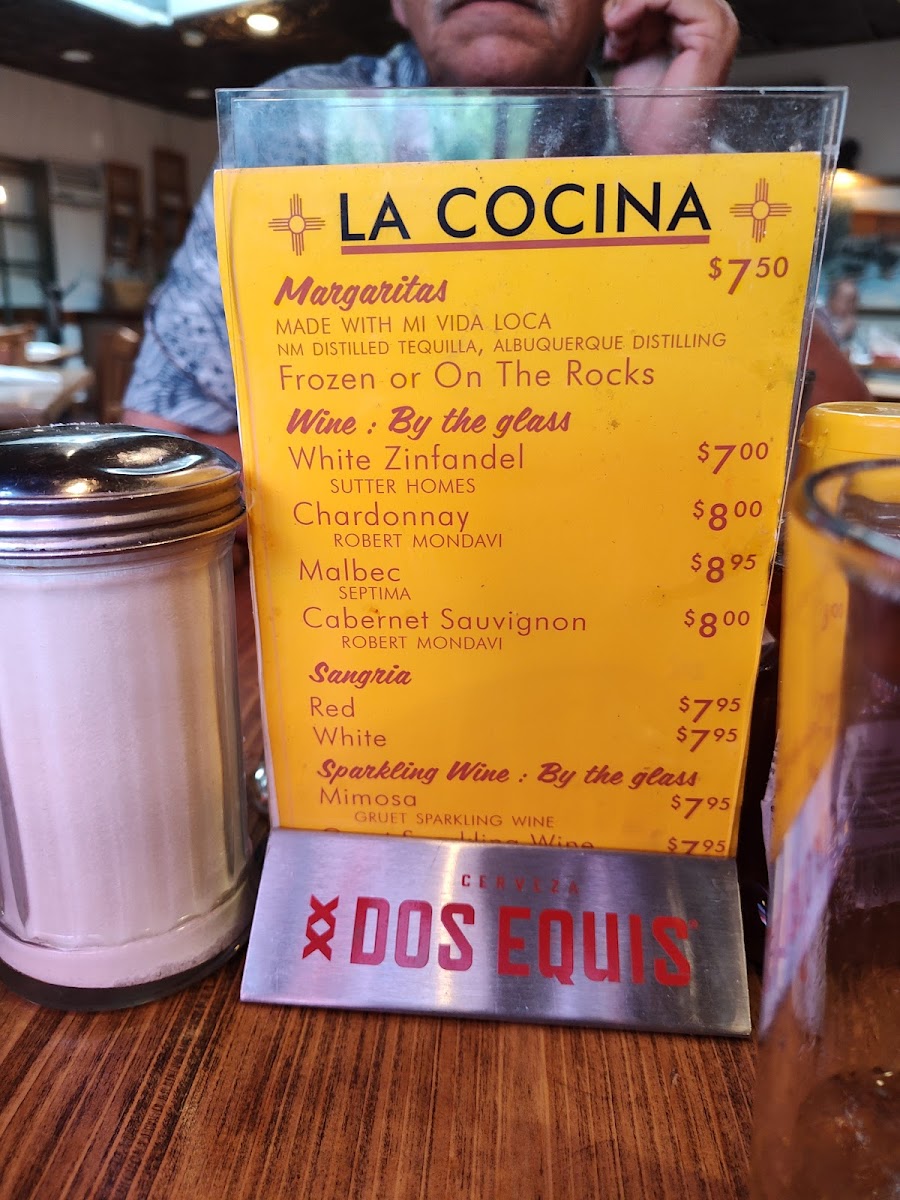 LA COCINA
Margaritas $7.50
MADE WITH MI VIDA LOCA
NM DISTILLED TEQUILLA, ALBUQUERQUE DISTILLING
Frozen or On The Rocks
Wine : By the glass
White Zinfandel $7.00
SUTTER HOMES
Chardonnay $8.00
ROBERT MONDAVI
Malbec $8.95
SEPTIMA
Cabernet Sauvignon $8.00
ROBERT MONDAVI
Sangria
Red $7.95
White $7.95
Sparkling Wine : By the glass
Mimosa $7.95
GRUET SPARKLING WINE
Gruet Sparkling Wine $7.95
CERVEZA
XX DOS EQUIS